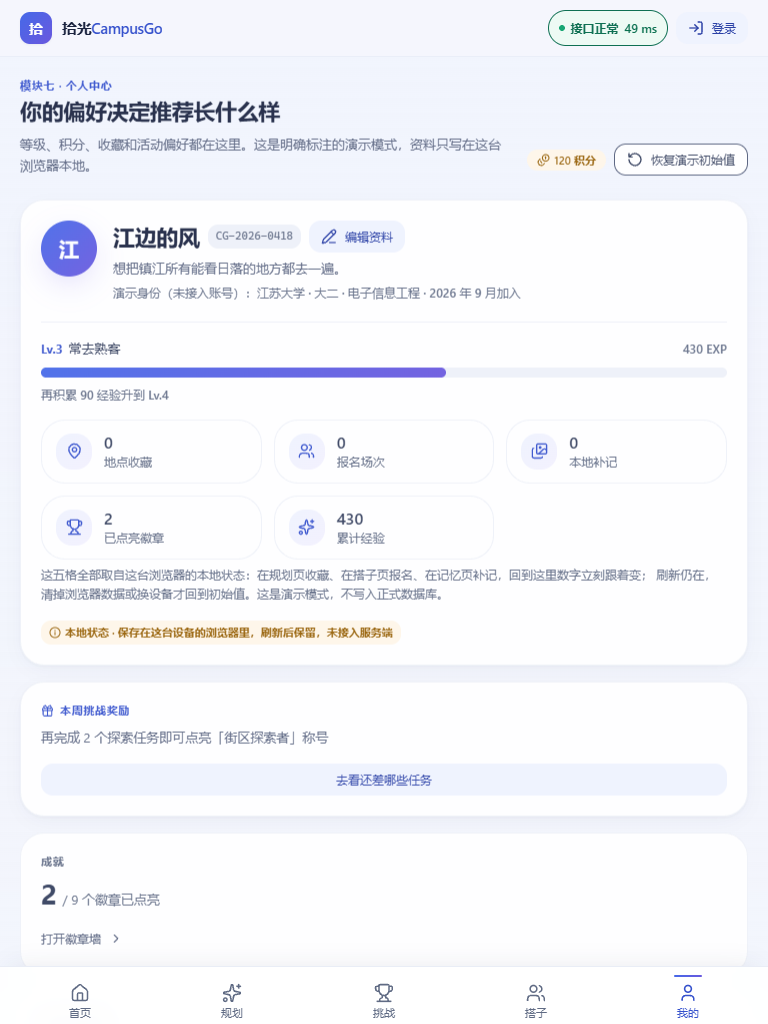 拾 拾光CampusGo
接口正常 49 ms
登录
模块七 · 个人中心
你的偏好决定推荐长什么样
等级、积分、收藏和活动偏好都在这里。这是明确标注的演示模式，资料只写在这台
浏览器本地。
120 积分
恢复演示初始值
江
江边的风 CG-2026-0418 编辑资料
想把镇江所有能看日落的地方都去一遍。
演示身份（未接入账号）：江苏大学 · 大二 · 电子信息工程 · 2026 年 9 月加入
Lv.3 常去熟客 430 EXP
再积累 90 经验升到 Lv.4
0
地点收藏
0
报名场次
0
本地补记
2
已点亮徽章
430
累计经验
这五格全部取自这台浏览器的本地状态：在规划页收藏、在搭子页报名、在记忆页补记，回到这里数字立刻跟着变； 刷新仍在，
清掉浏览器数据或换设备才回到初始值。这是演示模式，不写入正式数据库。
本地状态 · 保存在这台设备的浏览器里，刷新后保留，未接入服务端
本周挑战奖励
再完成 2 个探索任务即可点亮「街区探索者」称号
去看还差哪些任务
成就
2 / 9 个徽章已点亮
打开徽章墙
首页 规划 挑战 搭子 我的